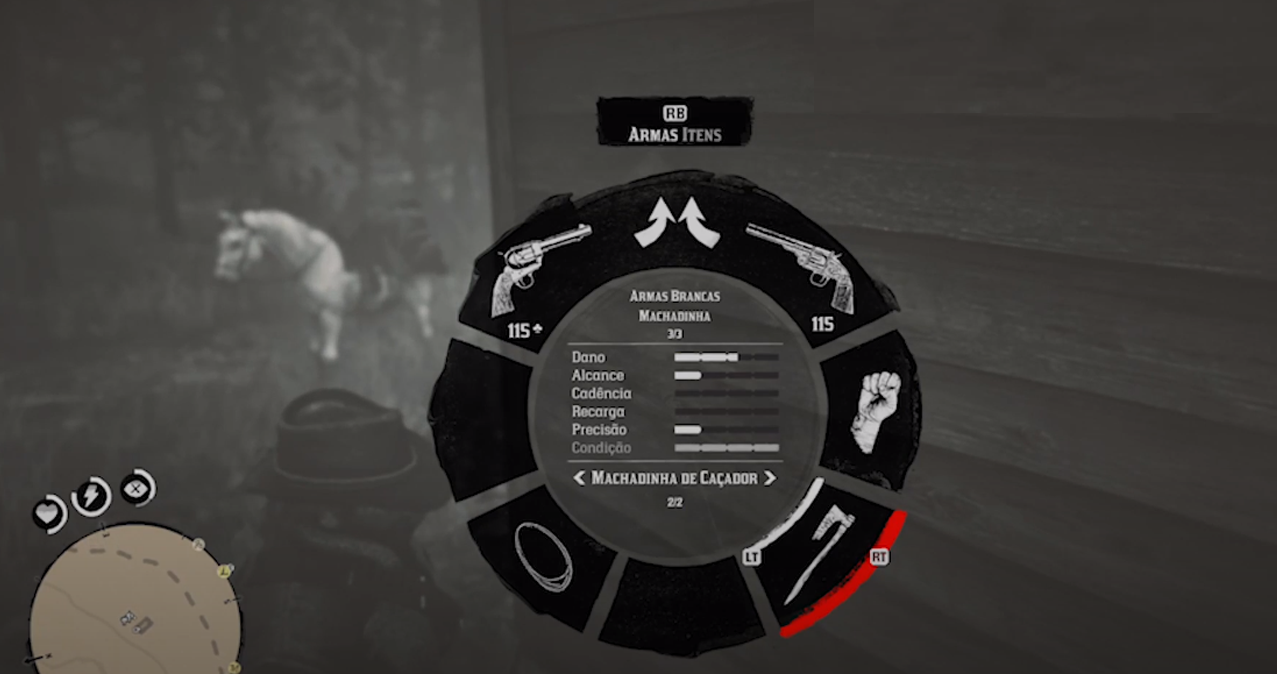 RB
ARMAS ITENS
115
115
ARMAS BRANCAS
MACHADINHA
3/3
Dano
Alcance
Cadência
Recarga
Precisão
Condição
MACHADINHA DE CAÇADOR
2/2
LT
RT